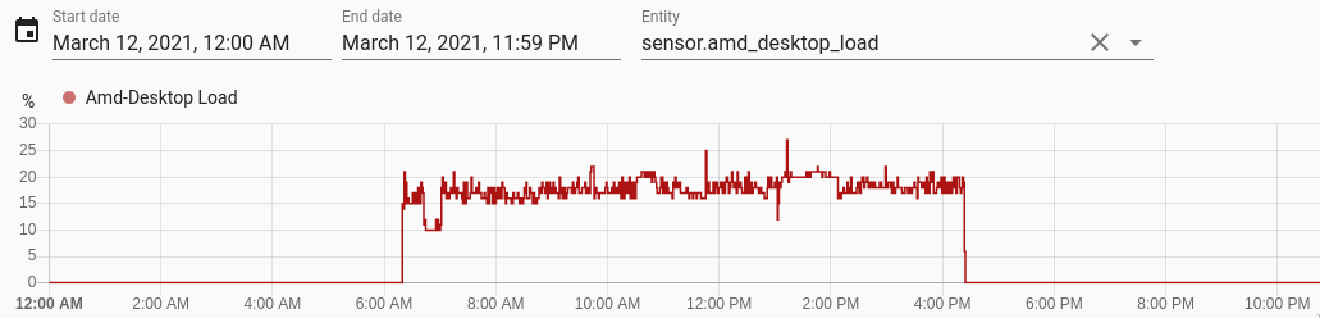 Start date End date Entity
March 12, 2021, 12:00 AM March 12, 2021, 11:59 PM sensor.amd_desktop_load
% Amd-Desktop Load
30
25
20
15
10
5
0
12:00 AM 2:00 AM 4:00 AM 6:00 AM 8:00 AM 10:00 AM 12:00 PM 2:00 PM 4:00 PM 6:00 PM 8:00 PM 10:00 PM